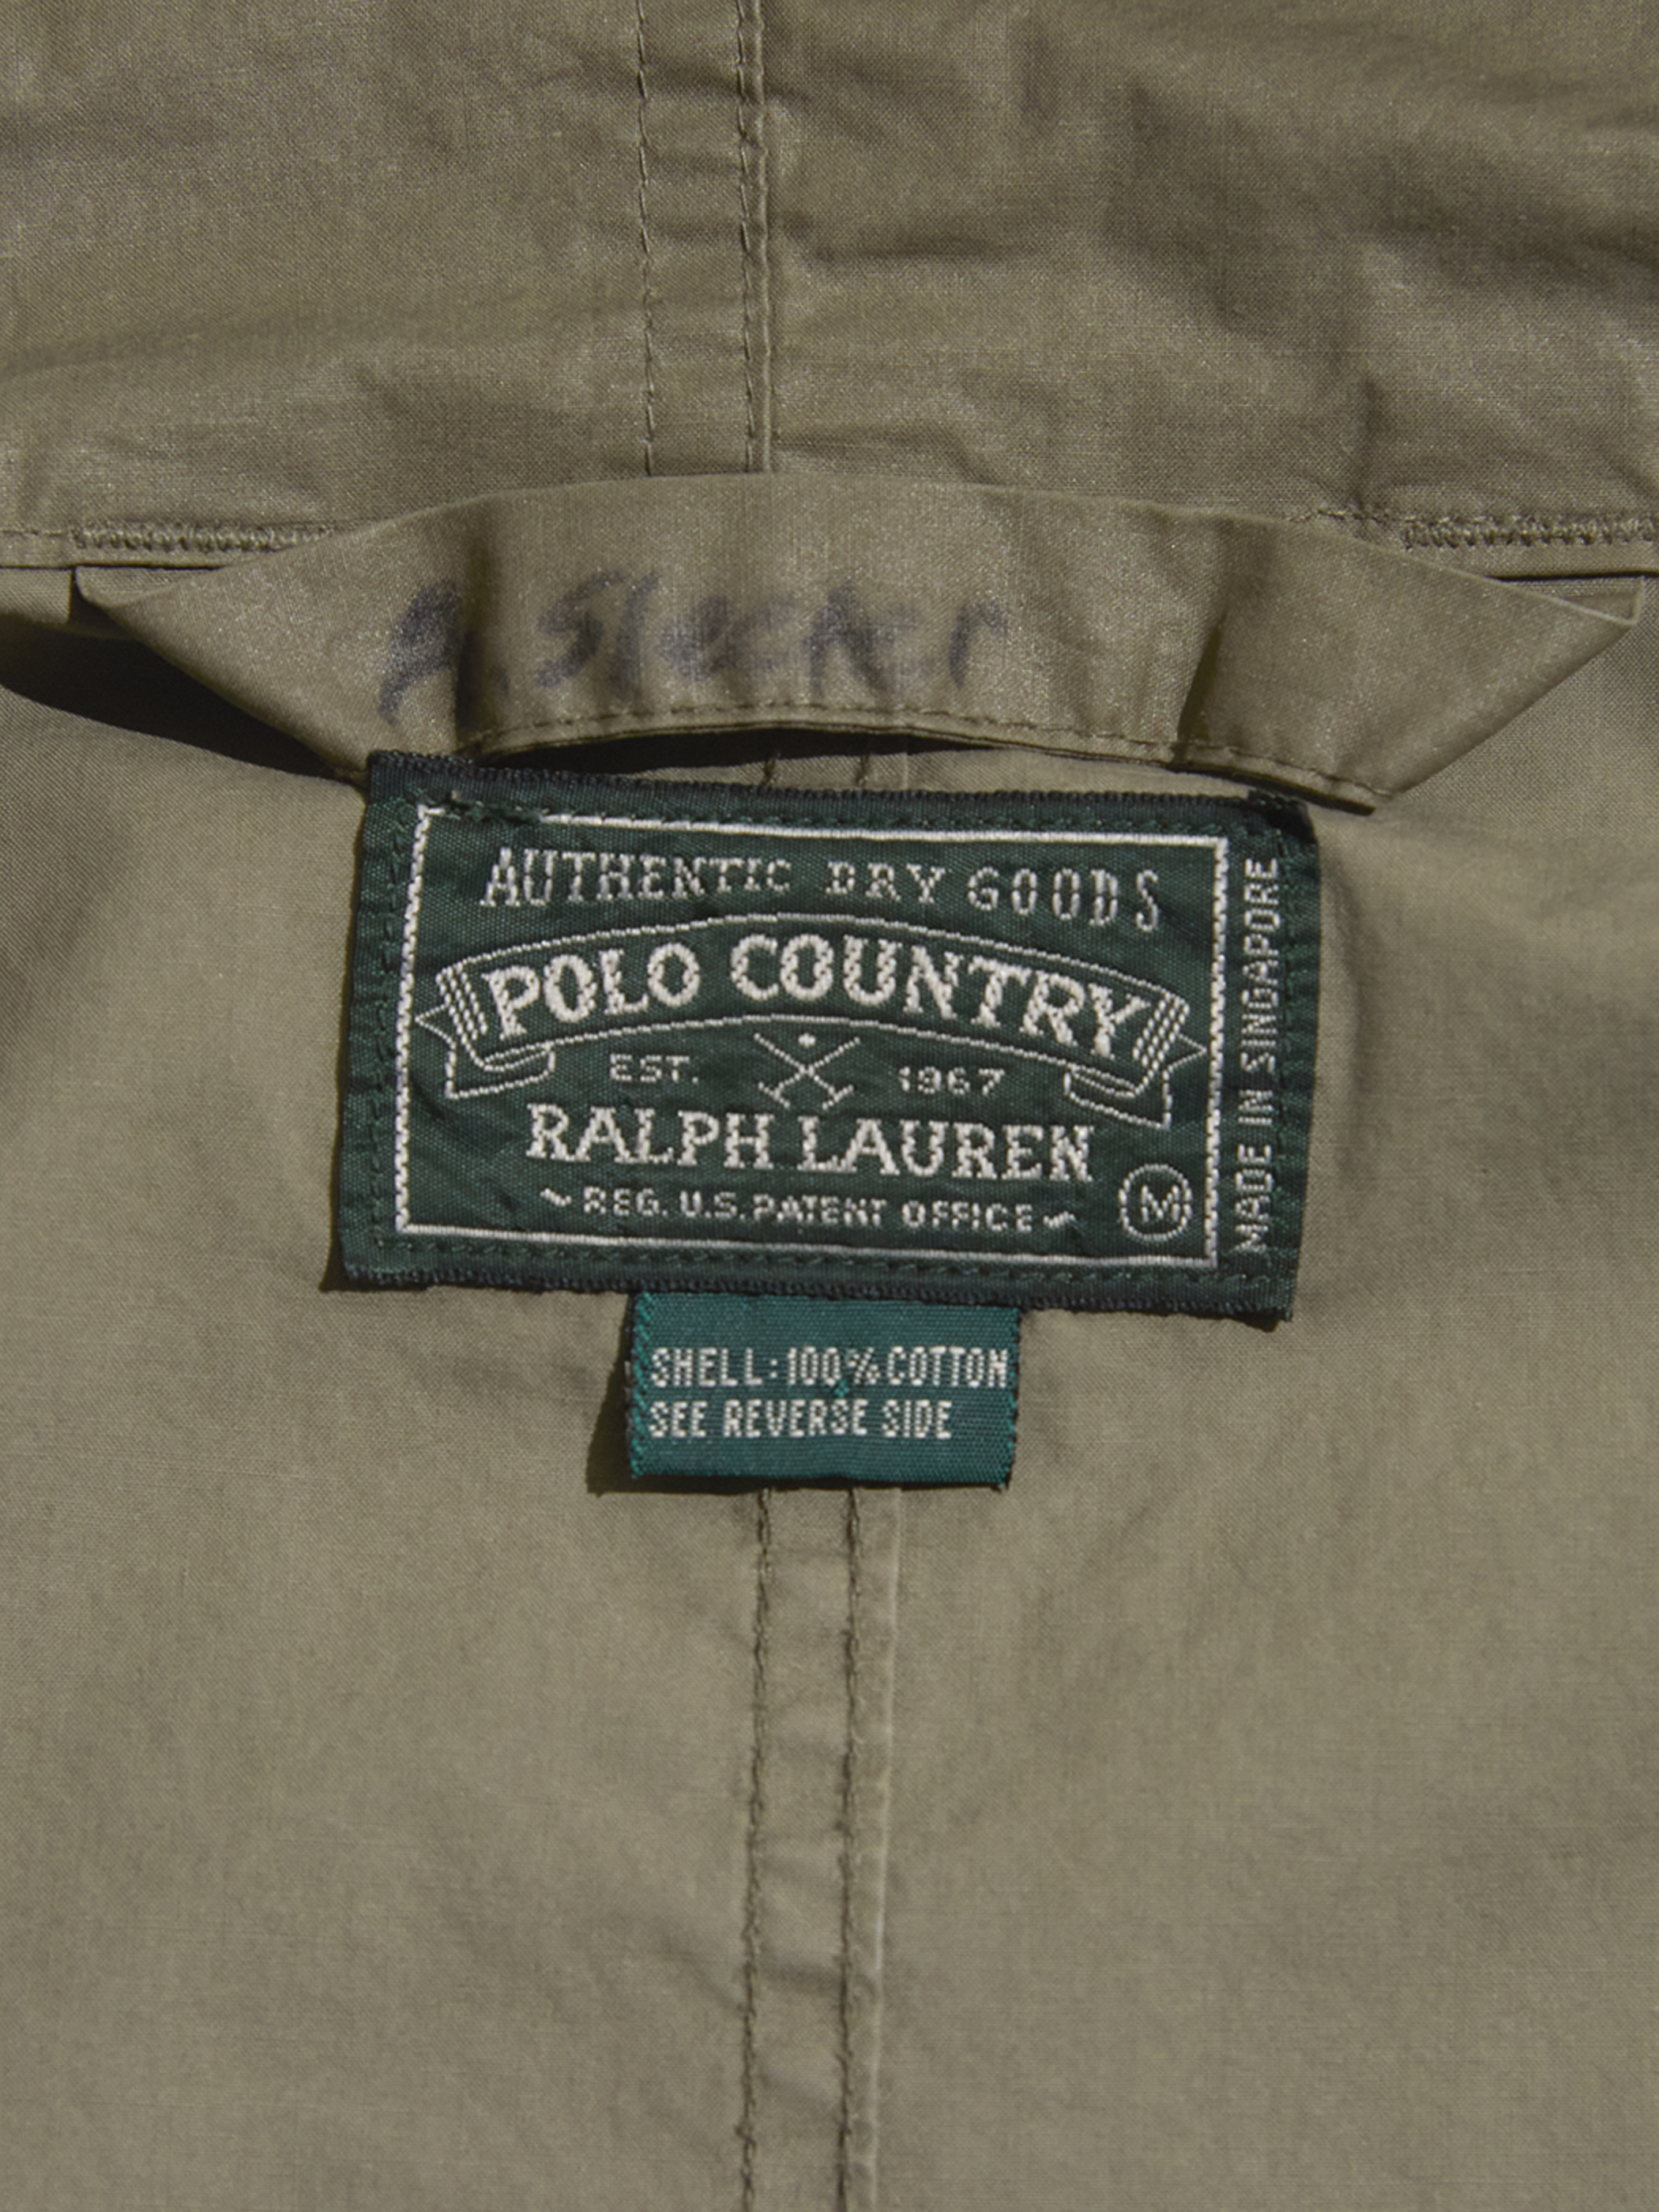 AUTHENTIC DRY GOODS
POLO COUNTRY
EST. 1967
RALPH LAUREN
~REG. U.S. PATENT OFFICE~
M
MADE IN SINGAPORE
SHELL: 100% COTTON
SEE REVERSE SIDE